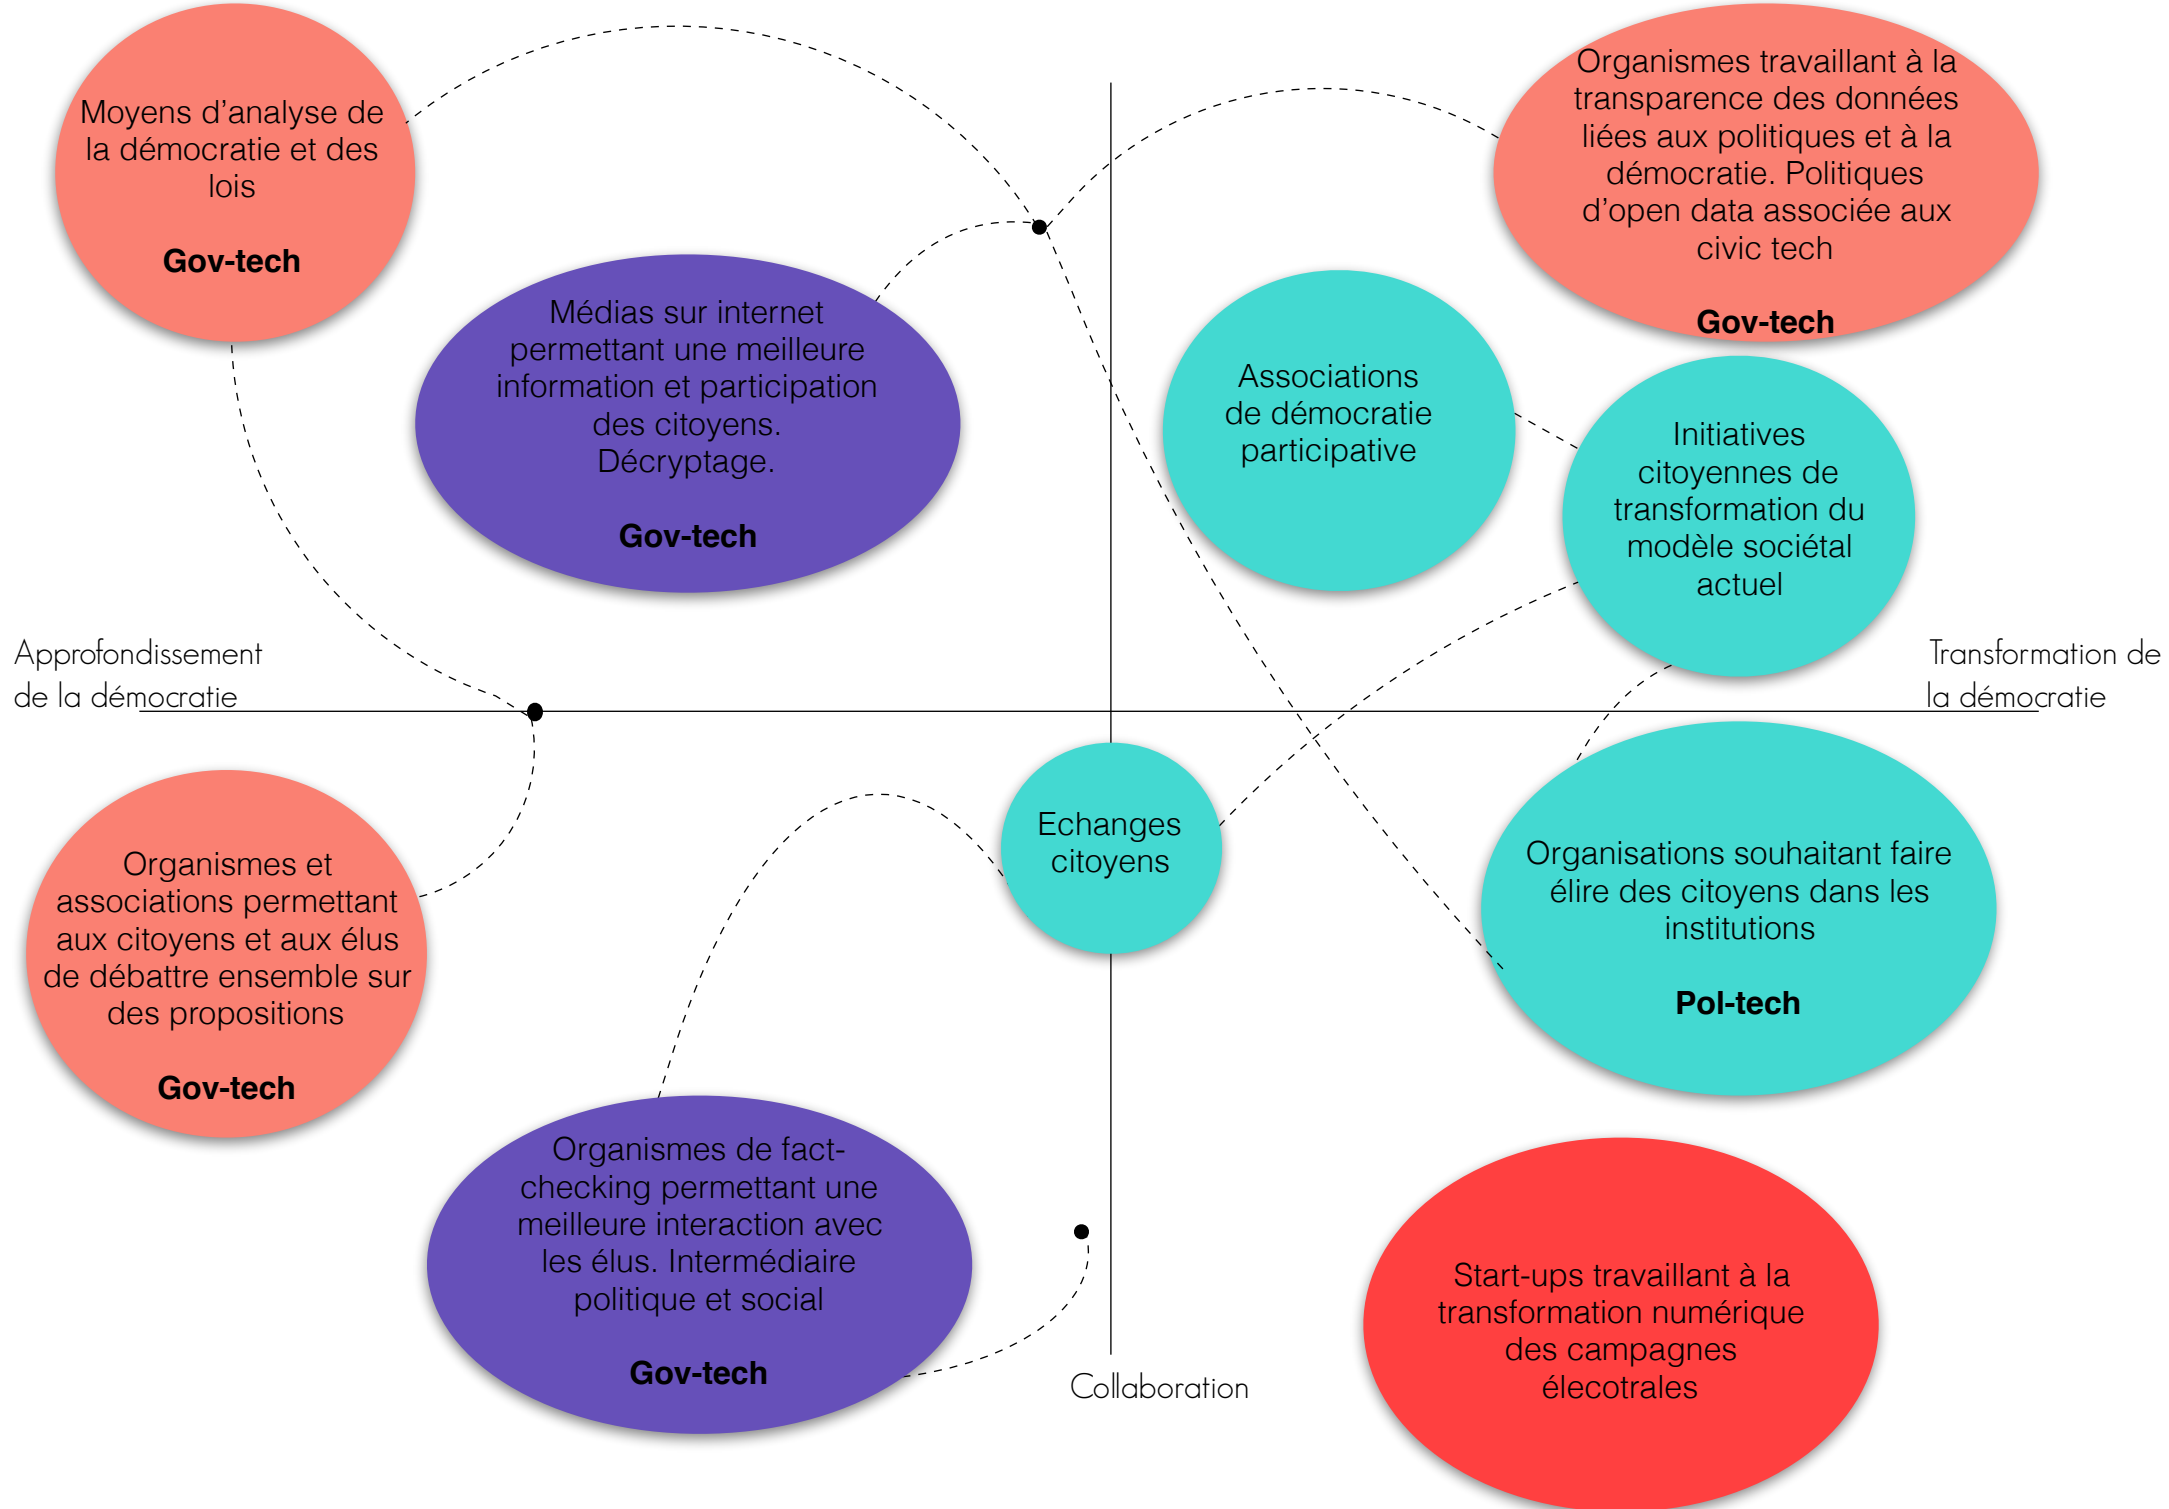 Moyens d’analyse de
la démocratie et des
lois
Gov-tech
Organismes travaillant à la
transparence des données
liées aux politiques et à la
démocratie. Politiques
d’open data associée aux
civic tech
Gov-tech
Médias sur internet
permettant une meilleure
information et participation
des citoyens.
Décryptage.
Gov-tech
Associations
de démocratie
participative
Initiatives
citoyennes de
transformation du
modèle sociétal
actuel
Approfondissement
de la démocratie
Transformation de
la démocratie
Echanges
citoyens
Organismes et
associations permettant
aux citoyens et aux élus
de débattre ensemble sur
des propositions
Gov-tech
Organisations souhaitant faire
élire des citoyens dans les
institutions
Pol-tech
Organismes de fact-
checking permettant une
meilleure interaction avec
les élus. Intermédiaire
politique et social
Gov-tech
Collaboration
Start-ups travaillant à la
transformation numérique
des campagnes
élecotrales